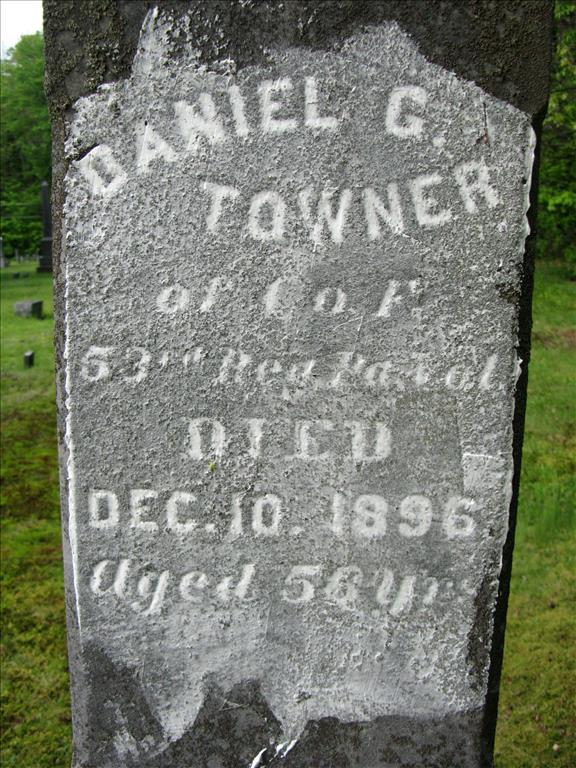 DANIEL G.
TOWNER
of Co. F.
53rd Reg. Pa. Vol.
DIED
DEC. 10. 1896
Aged 56 Yrs